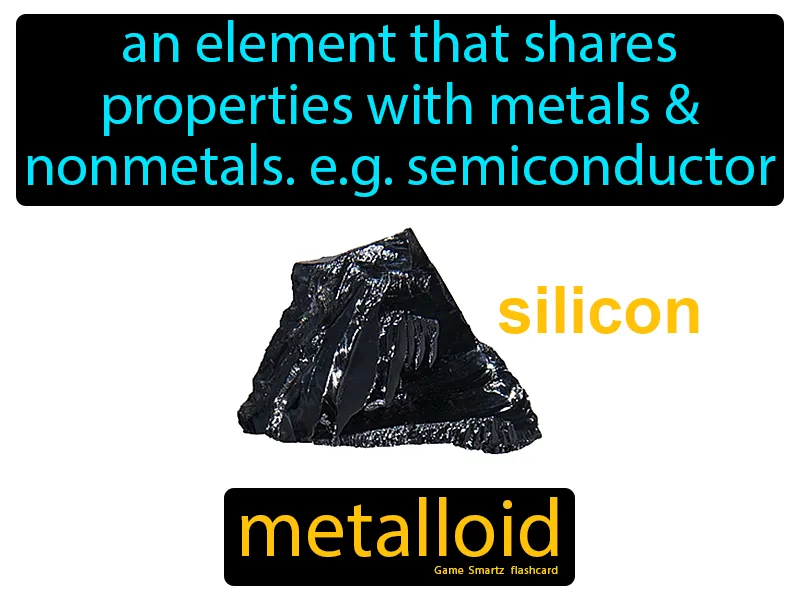 an element that shares
properties with metals &
nonmetals. e.g. semiconductor
silicon
metalloid
Game Smartz flashcard